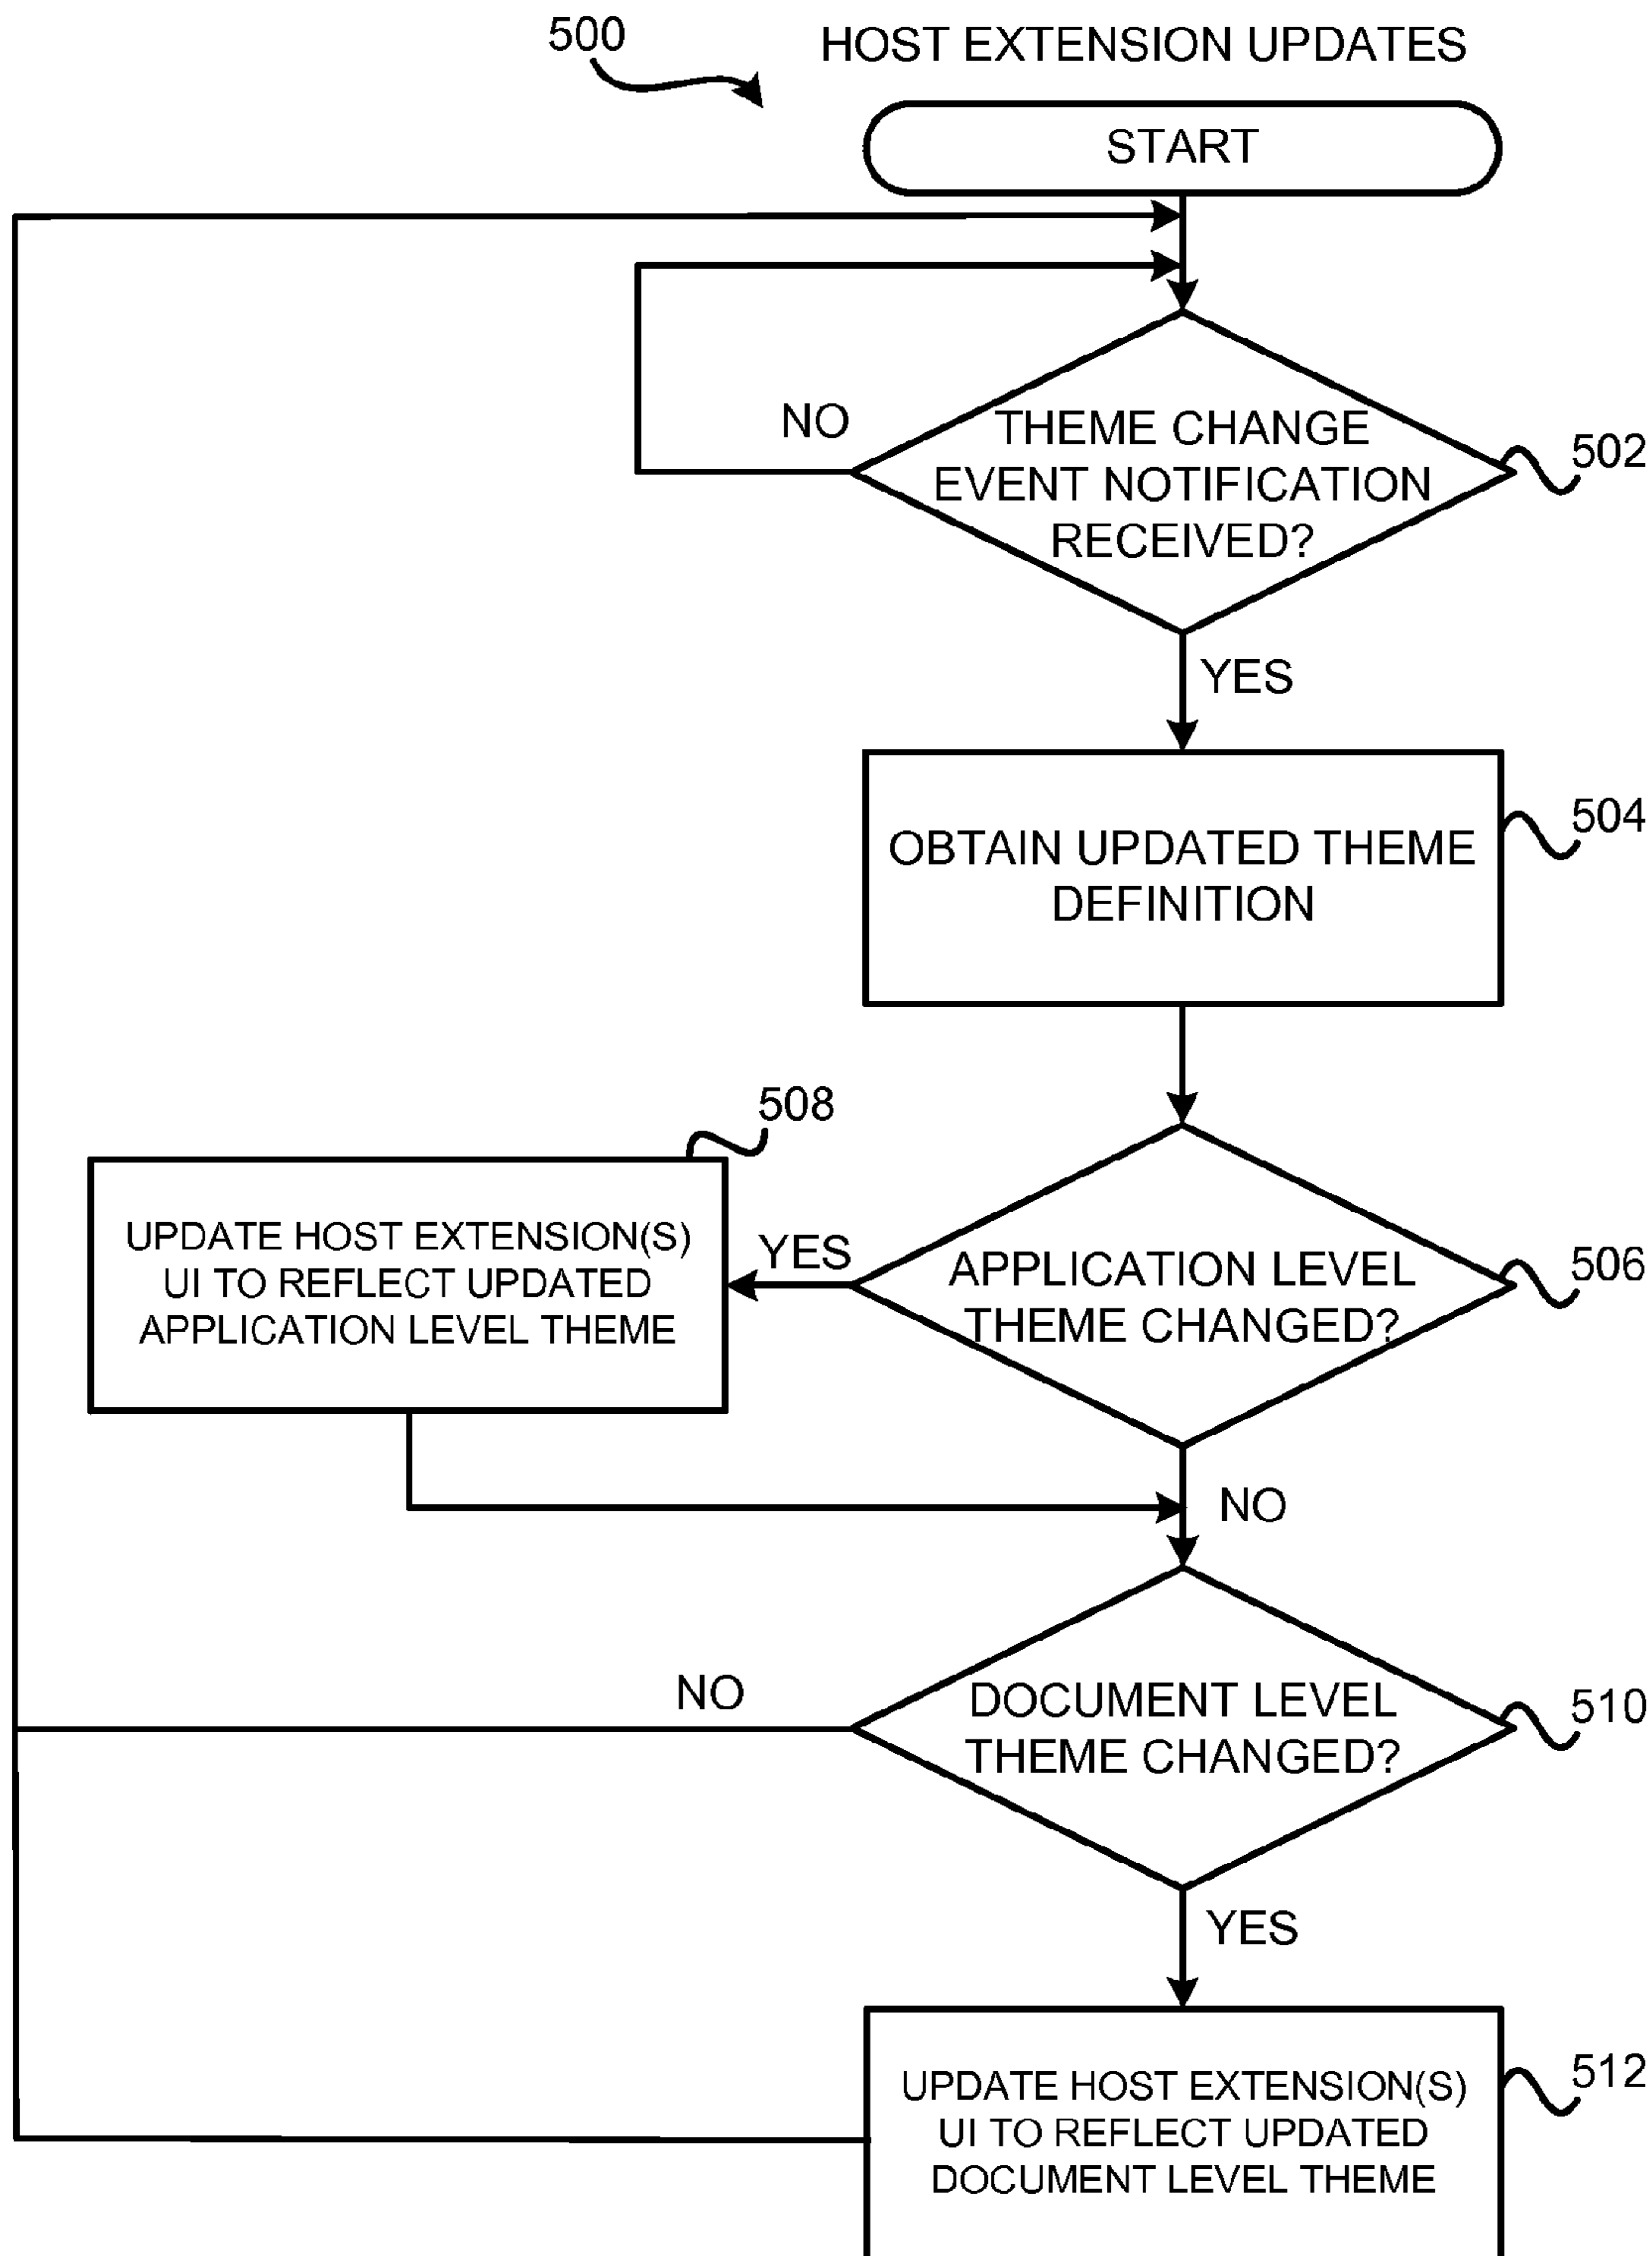 500
HOST EXTENSION UPDATES
START
NO
THEME CHANGE
EVENT NOTIFICATION
RECEIVED?
502
YES
OBTAIN UPDATED THEME
DEFINITION
504
508
UPDATE HOST EXTENSION(S)
UI TO REFLECT UPDATED
APPLICATION LEVEL THEME
YES
APPLICATION LEVEL
THEME CHANGED?
506
NO
NO
DOCUMENT LEVEL
THEME CHANGED?
510
YES
UPDATE HOST EXTENSION(S)
UI TO REFLECT UPDATED
DOCUMENT LEVEL THEME
512